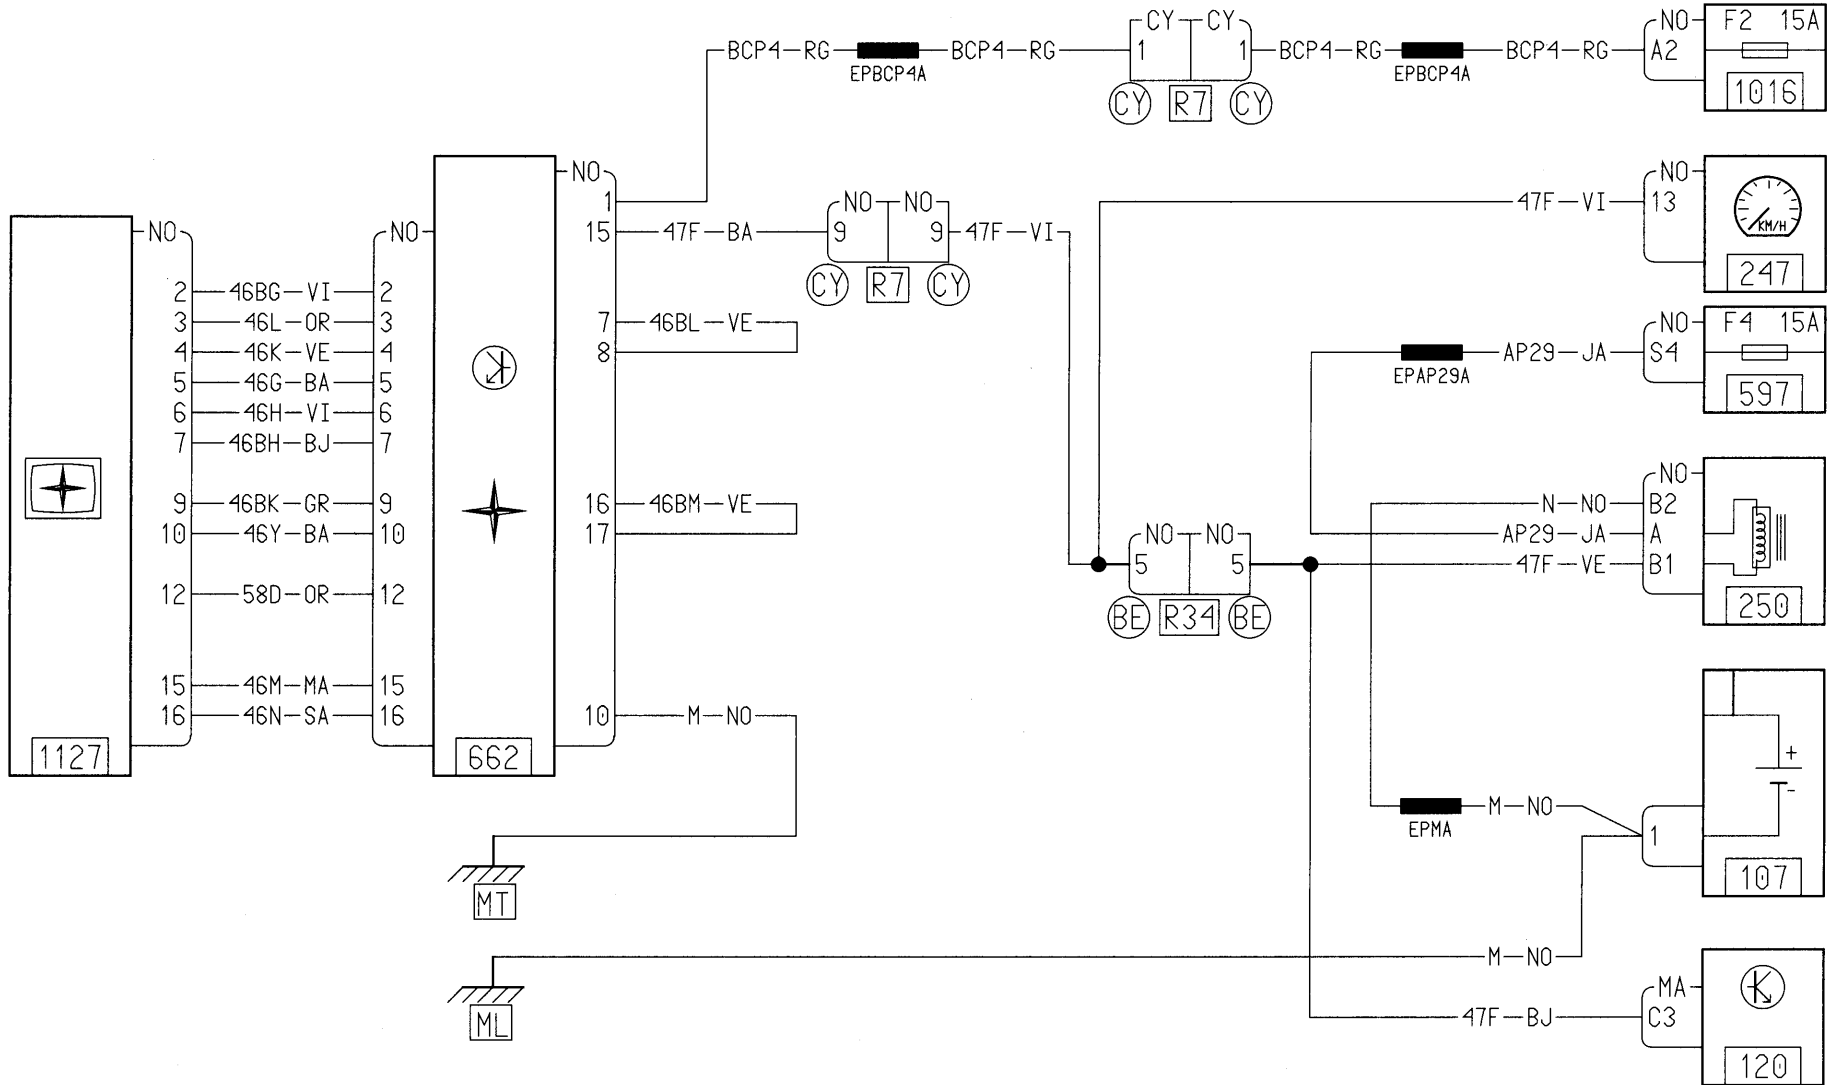 CY CY
NO F2 15A
BCP4 RG BCP4 RG 1 1 BCP4 RG BCP4 RG A2
EPBCP4A EPBCP4A
CY R7 CY 1016
NO NO
1 NO NO 47F VI 13
KM/H
NO NO 15 47F BA 9 9 47F VI
CY R7 CY 247
2 46BG VI 2
3 46L OR 3 7 46BL VE NO F4 15A
4 46K VE 4 8 AP29 JA S4
EPAP29A
5 46G BA 5 597
6 46H VI 6
7 46BH BJ 7
NO
9 46BK GR 9 16 46BM VE N NO B2
10 46Y BA 10 17 NO NO AP29 JA A
5 5 47F VE B1
12 58D OR 12 BE R34 BE 250
15 46M MA 15
16 46N SA 16 10 M NO
1127 662 +
-
M NO
EPMA 1
107
MT
M NO
MA
ML 47F BJ C3
120